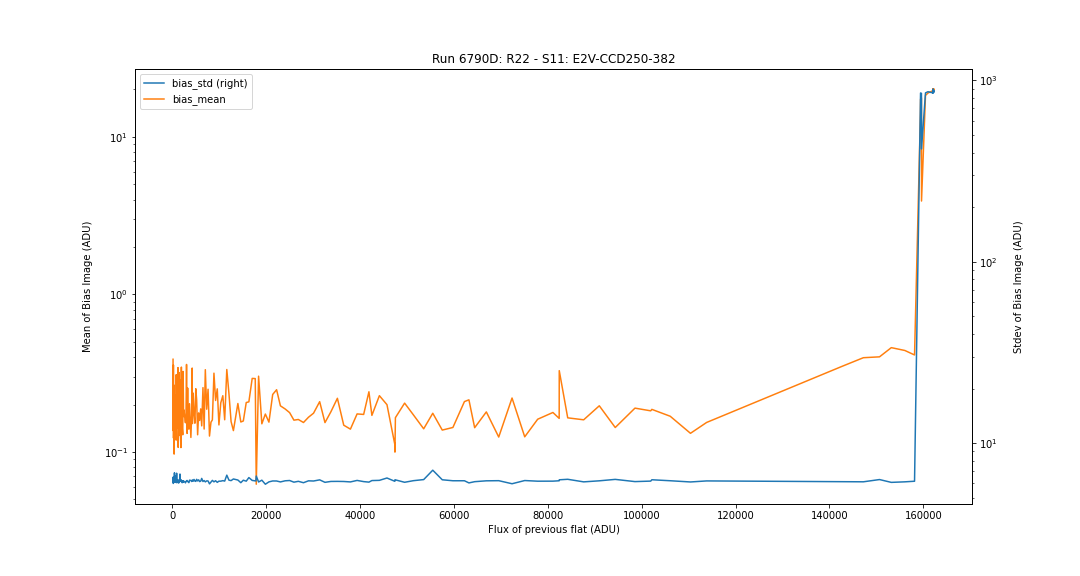 Run 6790D: R22 - S11: E2V-CCD250-382
bias_std (right)
bias_mean
Mean of Bias Image (ADU)
10¹
10⁰
10⁻¹
10³
10²
10¹
Stdev of Bias Image (ADU)
0 20000 40000 60000 80000 100000 120000 140000 160000
Flux of previous flat (ADU)